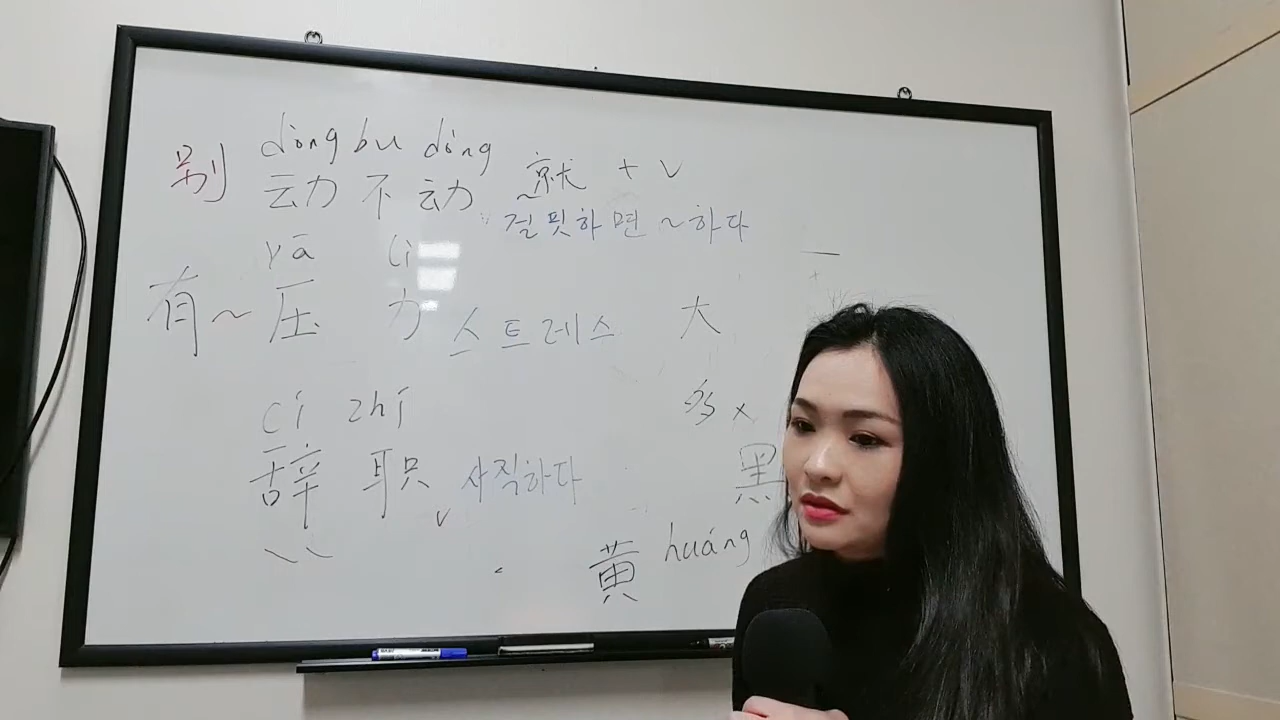 dòng bu dòng
别 动不动 ~就 + v
걸핏하면 ~하다
yā lì
有~压力 스트레스 大
cí zhí 多 x
辞职 사직하다 黑
v
黄 huáng